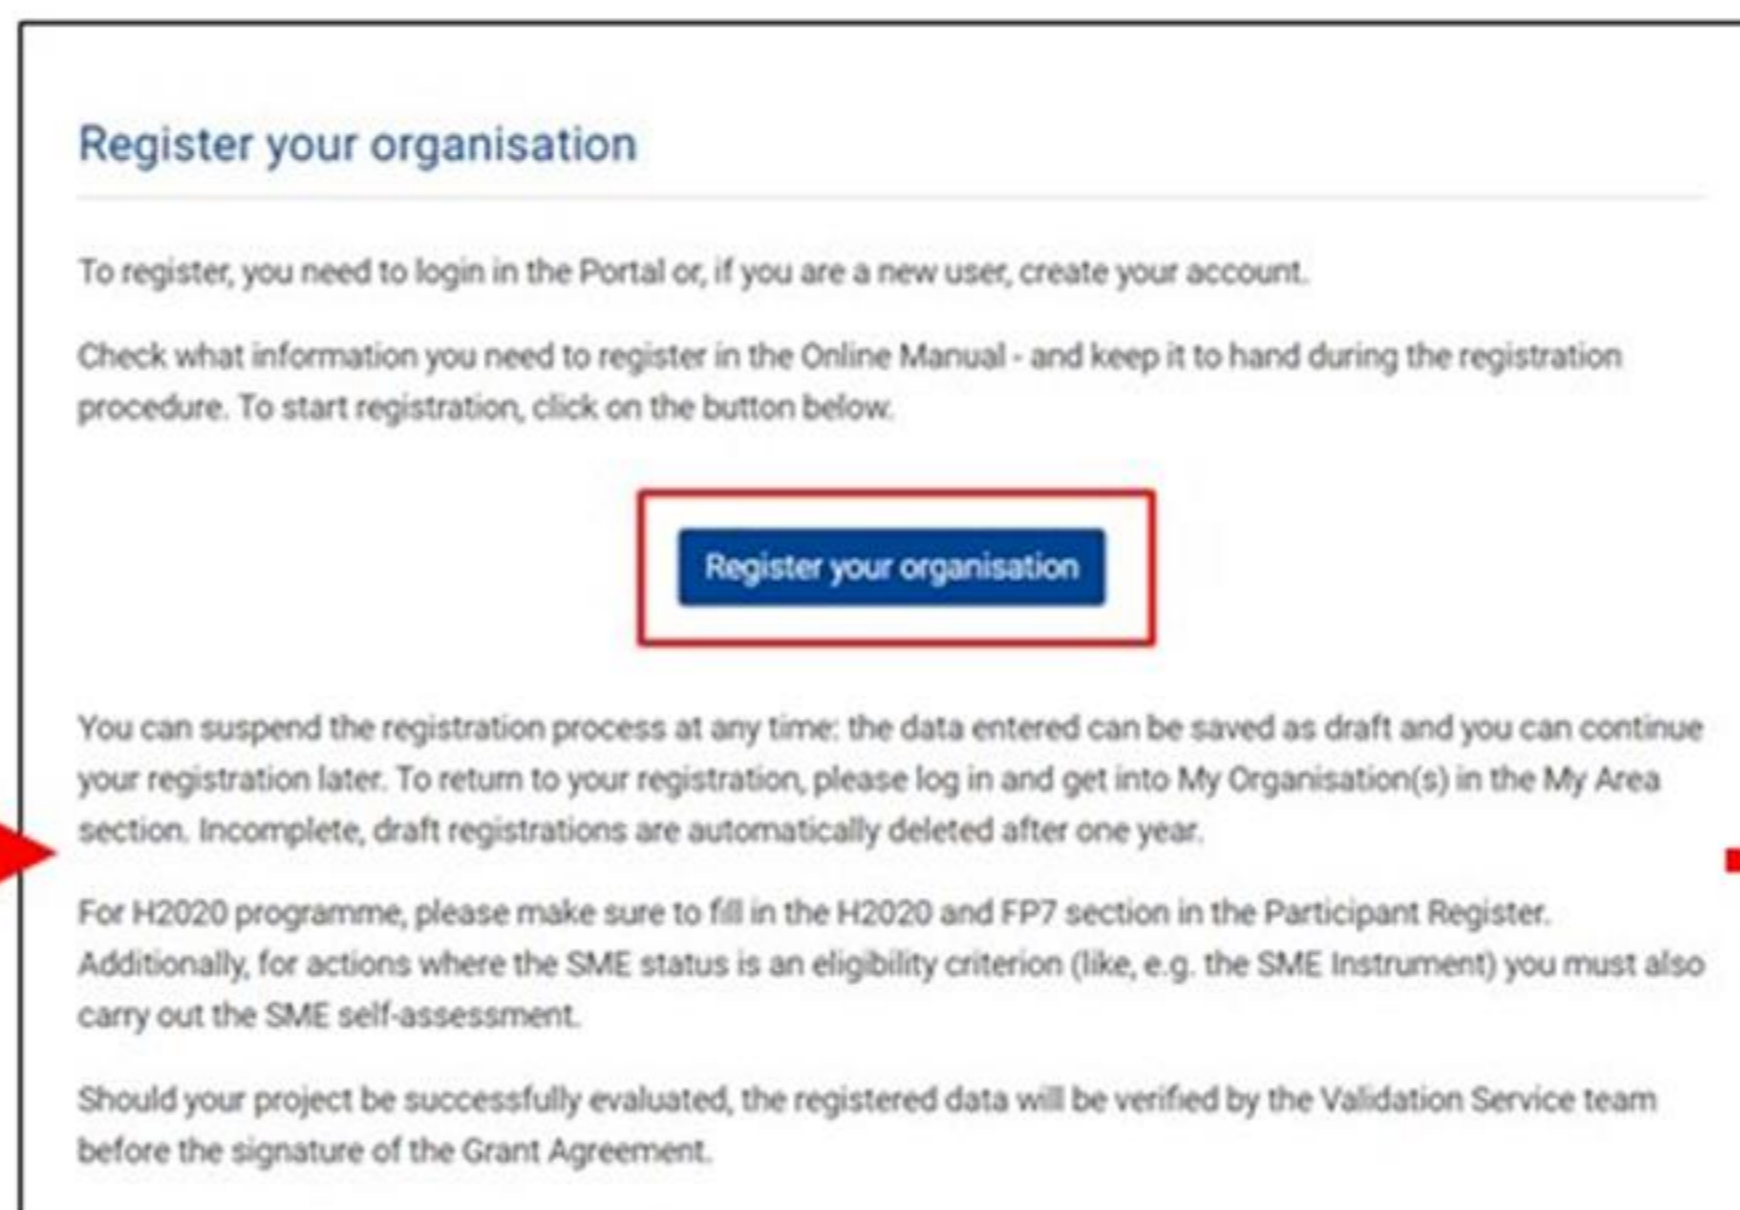 Register your organisation
To register, you need to login in the Portal or, if you are a new user, create your account.
Check what information you need to register in the Online Manual - and keep it to hand during the registration
procedure. To start registration, click on the button below.
Register your organisation
You can suspend the registration process at any time: the data entered can be saved as draft and you can continue
your registration later. To return to your registration, please log in and get into My Organisation(s) in the My Area
section. Incomplete, draft registrations are automatically deleted after one year.
For H2020 programme, please make sure to fill in the H2020 and FP7 section in the Participant Register.
Additionally, for actions where the SME status is an eligibility criterion (like, e.g. the SME Instrument) you must also
carry out the SME self-assessment.
Should your project be successfully evaluated, the registered data will be verified by the Validation Service team
before the signature of the Grant Agreement.